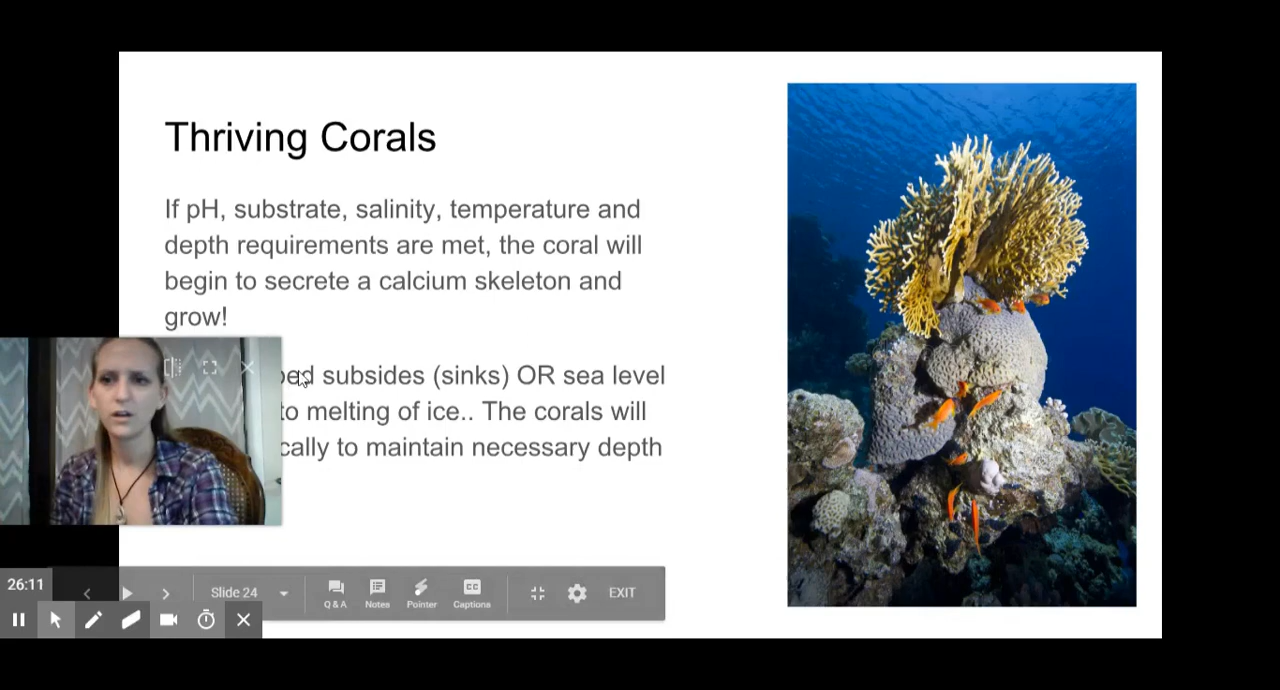 Thriving Corals
If pH, substrate, salinity, temperature and
depth requirements are met, the coral will
begin to secrete a calcium skeleton and
grow!
subsides (sinks) OR sea level
to melting of ice.. The corals will
to maintain necessary depth
26:11
Slide 24
Q & A
Notes
Pointer
CC
Captions
EXIT